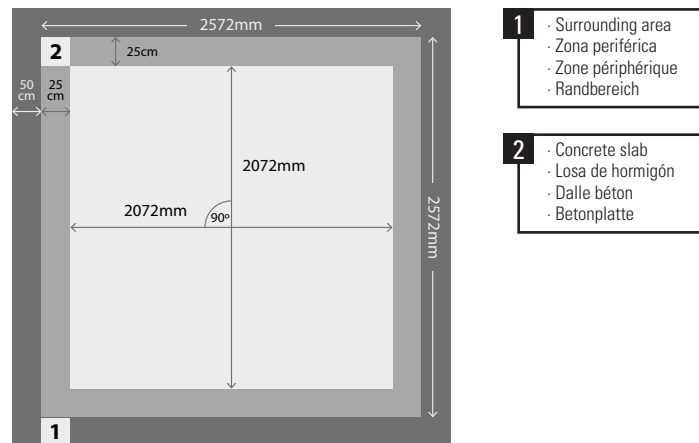 2572mm
2
25cm
50
cm
25
cm
2072mm
2072mm
90º
2572mm
1
1
· Surrounding area
· Zona periférica
· Zone périphérique
· Randbereich
2
· Concrete slab
· Losa de hormigón
· Dalle béton
· Betonplatte